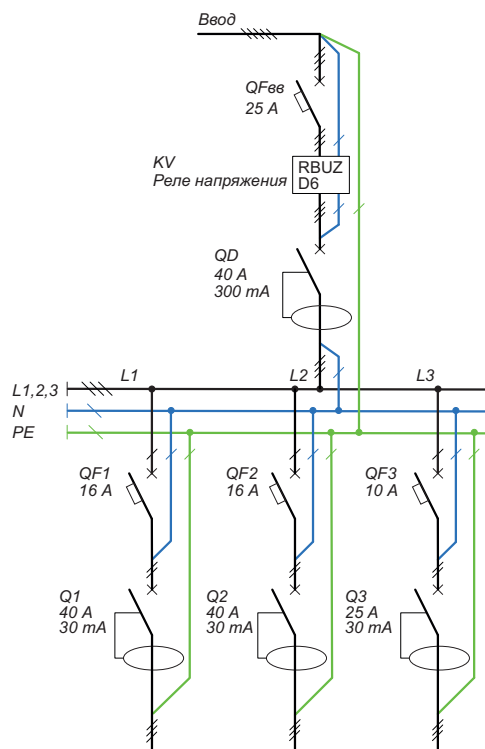 Ввод
QFвв
25 A
KV
Реле напряжения
RBUZ
D6
QD
40 A
300 mA
L1
L2
L3
L1,2,3
N
PE
QF1
16 A
QF2
16 A
QF3
10 A
Q1
40 A
30 mA
Q2
40 A
30 mA
Q3
25 A
30 mA